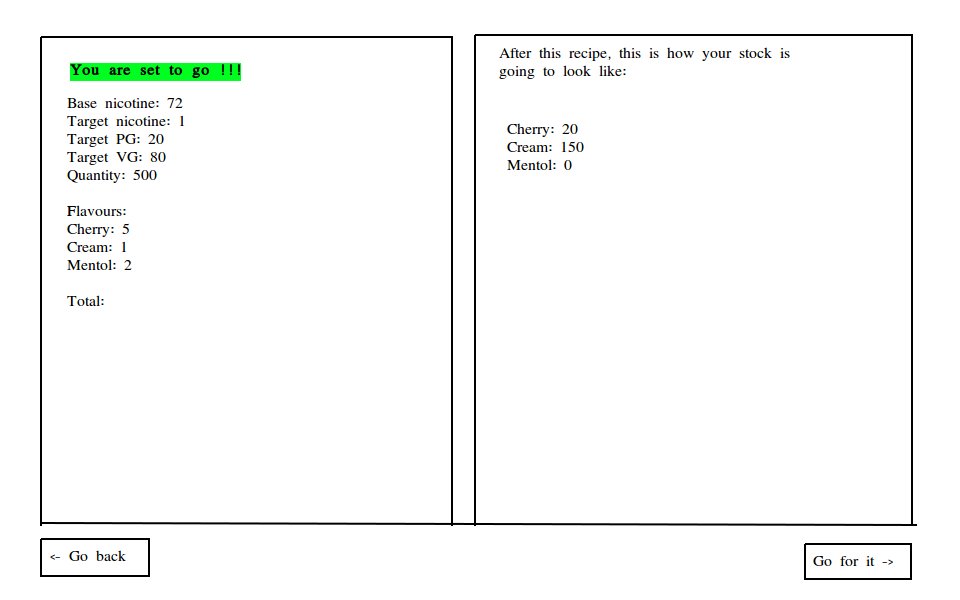 You are set to go !!!
Base nicotine: 72
Target nicotine: 1
Target PG: 20
Target VG: 80
Quantity: 500
Flavours:
Cherry: 5
Cream: 1
Mentol: 2
Total:
After this recipe, this is how your stock is
going to look like:
Cherry: 20
Cream: 150
Mentol: 0
<- Go back
Go for it ->